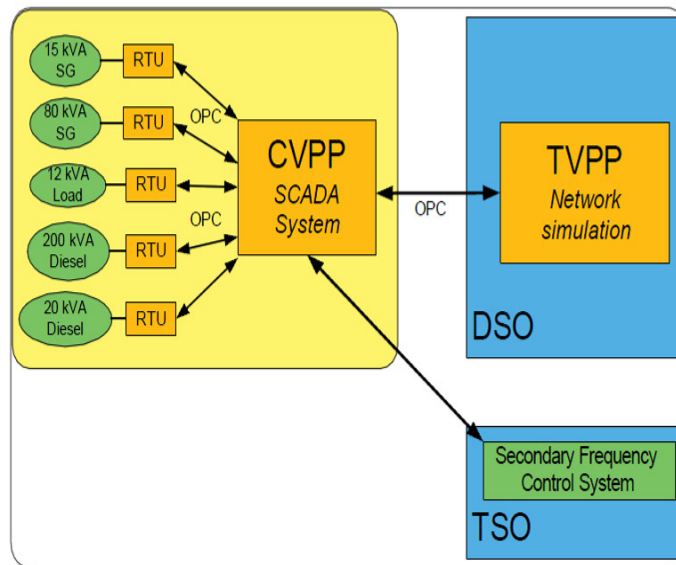 15 kVA
SG
RTU
80 kVA
SG
RTU
OPC
12 kVA
Load
RTU
OPC
200 kVA
Diesel
RTU
20 kVA
Diesel
RTU
CVPP
SCADA
System
OPC
TVPP
Network
simulation
DSO
Secondary Frequency
Control System
TSO